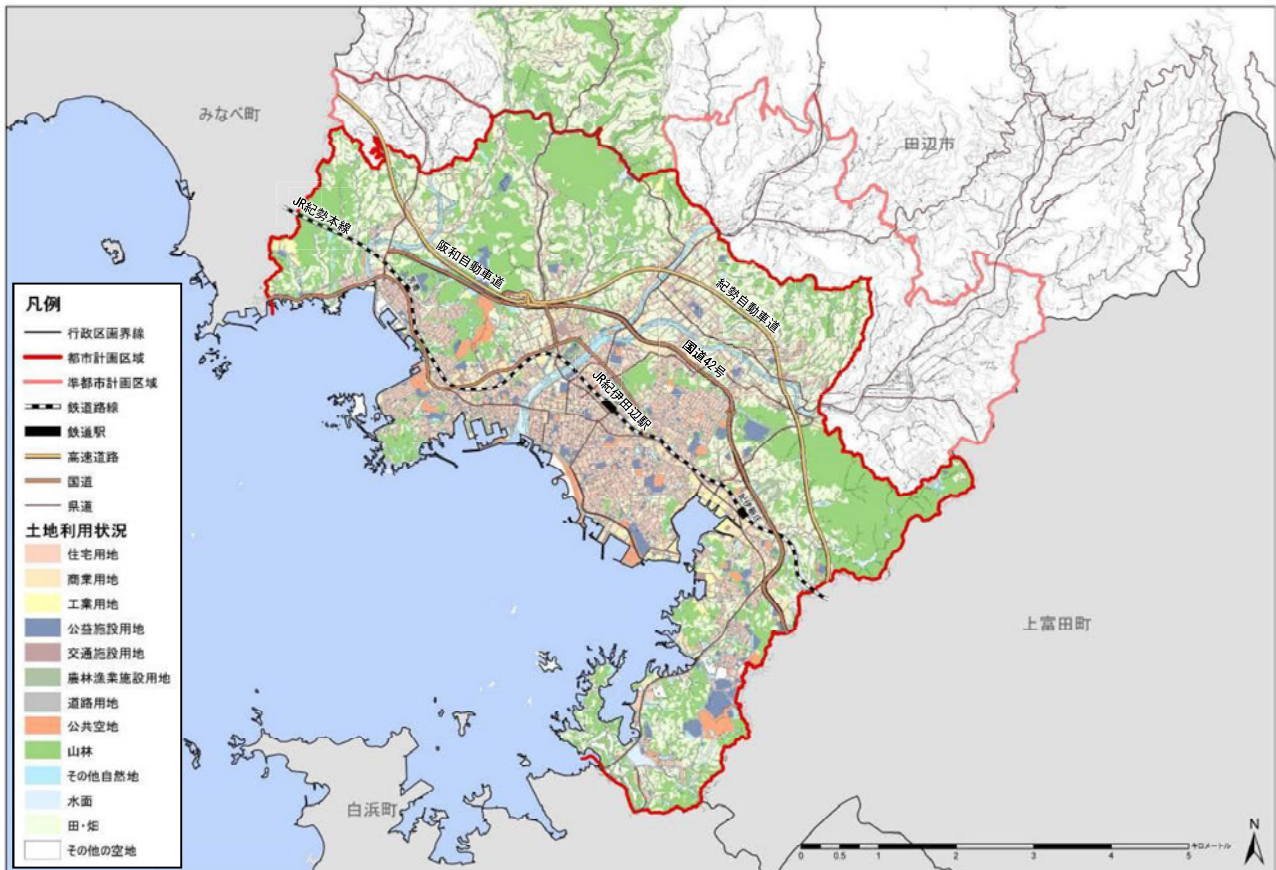 みなべ町
田辺市
JR紀勢本線
阪和自動車道
紀勢自動車道
国道42号
JR紀伊田辺駅
上富田町
白浜町
凡例
行政区画界線
都市計画区域
準都市計画区域
鉄道路線
鉄道駅
高速道路
国道
県道
土地利用状況
住宅用地
商業用地
工業用地
公益施設用地
交通施設用地
農林漁業施設用地
道路用地
公共空地
山林
その他自然地
水面
田・畑
その他の空地
N
0 0.5 1 2 3 4 5 キロメートル